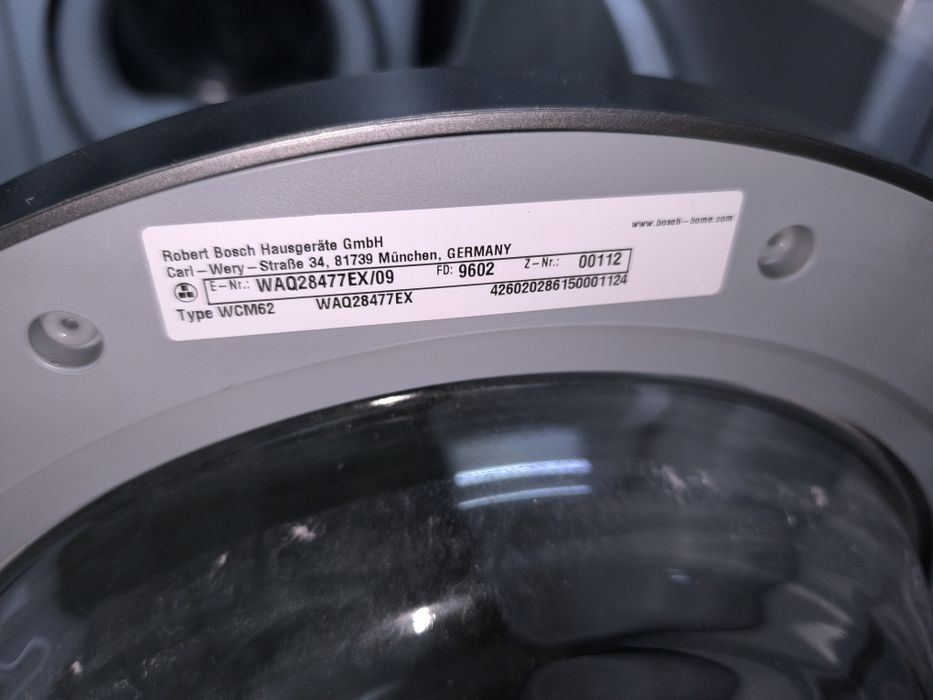 www.bosch-home.com
Robert Bosch Hausgeräte GmbH
Carl-Wery-Straße 34, 81739 München, GERMANY
E-Nr.: WAQ28477EX/09 FD: 9602 Z-Nr.: 00112
Type WCM62 WAQ28477EX 426020286150001124